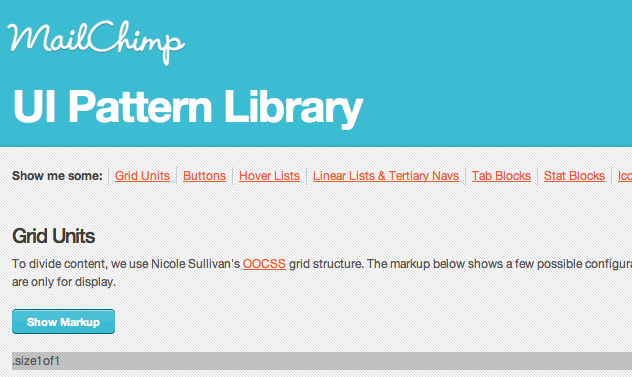 MailChimp
UI Pattern Library
Show me some: Grid Units Buttons Hover Lists Linear Lists & Tertiary Navs Tab Blocks Stat Blocks
Grid Units
To divide content, we use Nicole Sullivan's OOCSS grid structure. The markup below shows a few possible
are only for display.
Show Markup
.size1of1